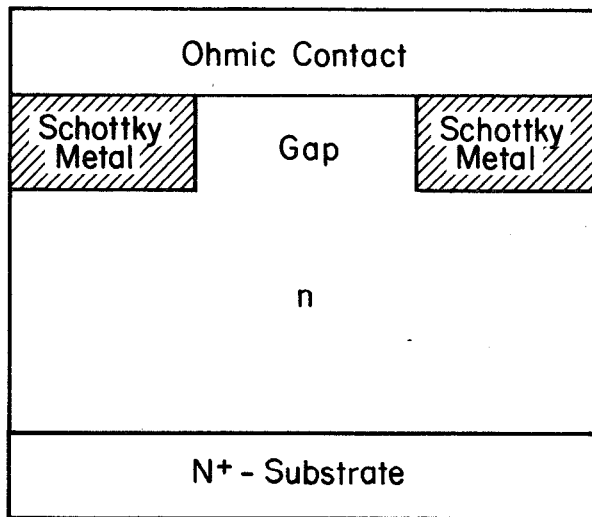 Ohmic Contact
Schottky
Metal
Gap
Schottky
Metal
n
N⁺ - Substrate